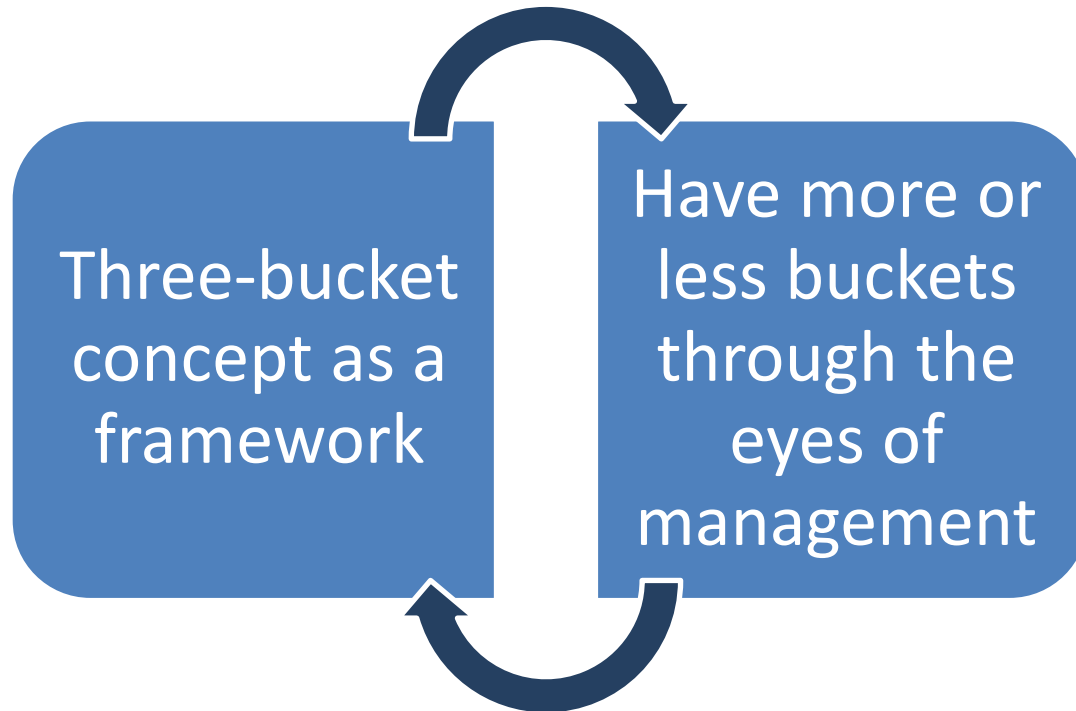 Three-bucket
concept as a
framework
Have more or
less buckets
through the
eyes of
management